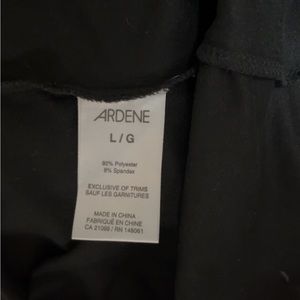 ARDENE
L / G
92% Polyester
8% Spandex
EXCLUSIVE OF TRIMS
SAUF LES GARNITURES
MADE IN CHINA
FABRIQUÉ EN CHINE
CA 21069 / RN 148061